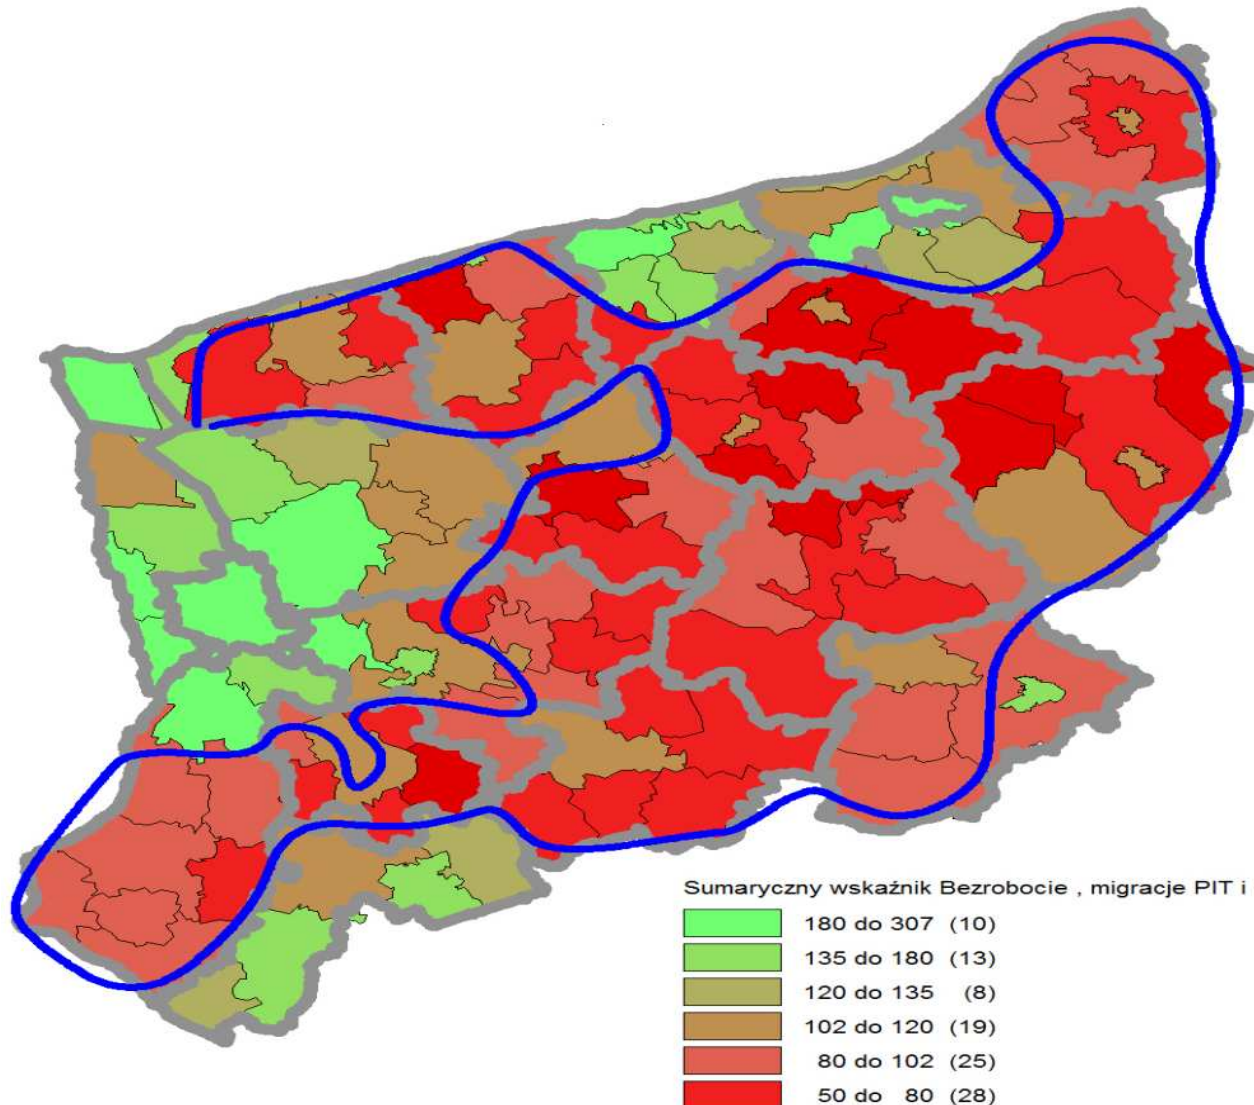 Sumaryczny wskaźnik Bezrobocie , migracje PIT i
180 do 307 (10)
135 do 180 (13)
120 do 135 (8)
102 do 120 (19)
80 do 102 (25)
50 do 80 (28)